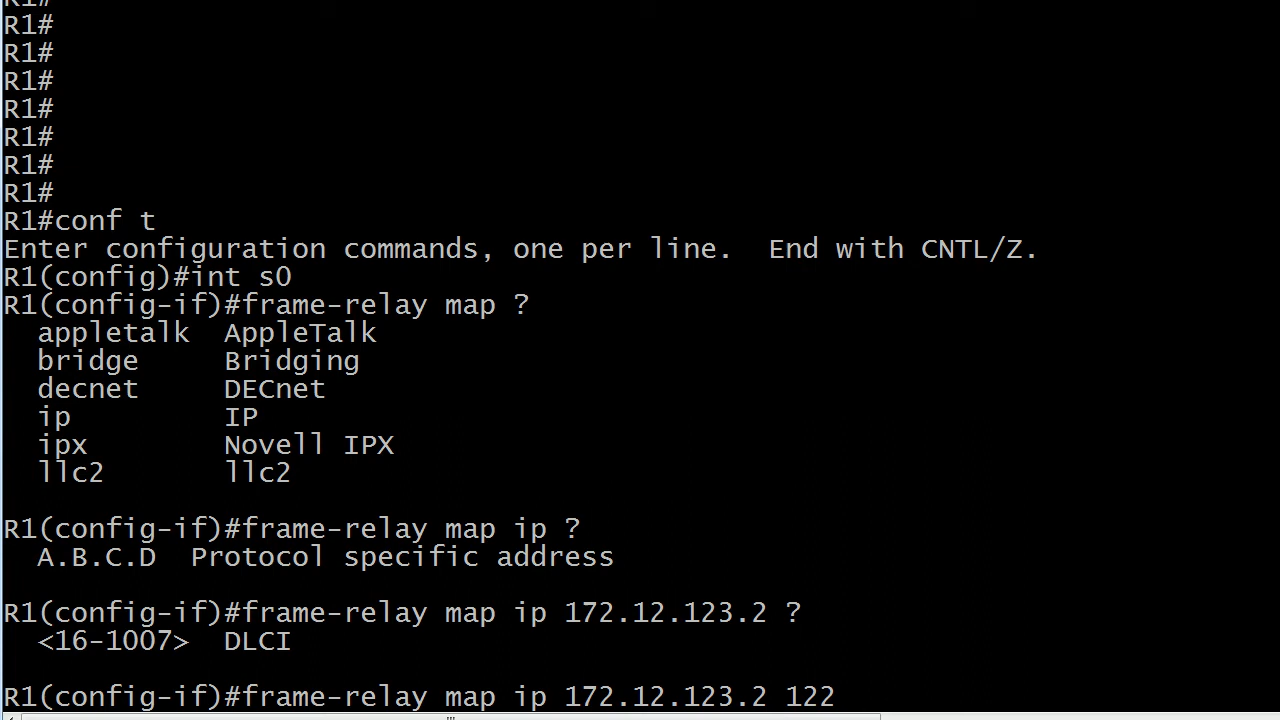 R1#
R1#
R1#
R1#
R1#
R1#
R1#
R1#
R1#conf t
Enter configuration commands, one per line.  End with CNTL/Z.
R1(config)#int s0
R1(config-if)#frame-relay map ?
  appletalk  AppleTalk
  bridge     Bridging
  decnet     DECnet
  ip         IP
  ipx        Novell IPX
  llc2       llc2
R1(config-if)#frame-relay map ip ?
  A.B.C.D  Protocol specific address
R1(config-if)#frame-relay map ip 172.12.123.2 ?
  <16-1007>  DLCI
R1(config-if)#frame-relay map ip 172.12.123.2 122